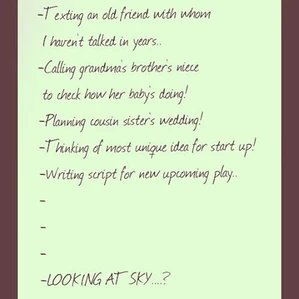 -Texting an old friend with whom
I haven't talked in years..
-Calling grandma's brother's niece
to check how her baby's doing!
-Planning cousin sister's wedding!
-Thinking of most unique idea for start up!
-Writing script for new upcoming play..
-
-
-
-LOOKING AT SKY....?